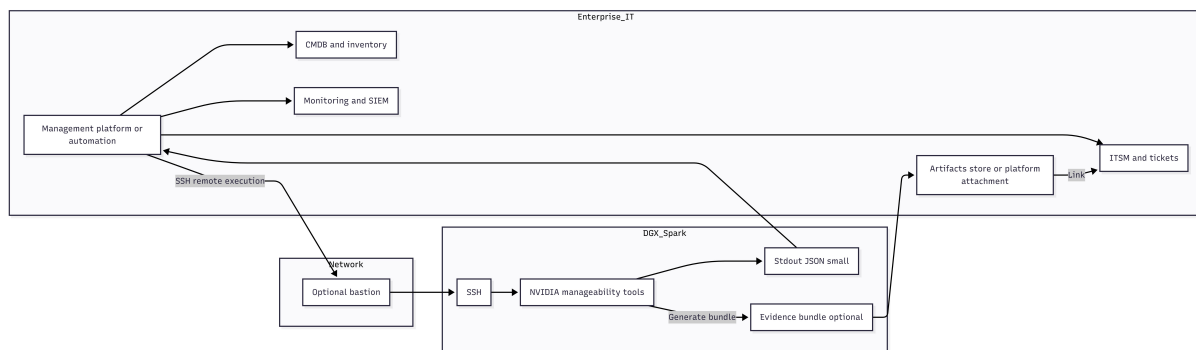 Enterprise_IT
CMDB and inventory
Monitoring and SIEM
Management platform or
automation
ITSM and tickets
Artifacts store or platform
attachment
Link
SSH remote execution
DGX_Spark
Network
Stdout JSON small
Optional bastion
SSH
NVIDIA manageability tools
Generate bundle
Evidence bundle optional